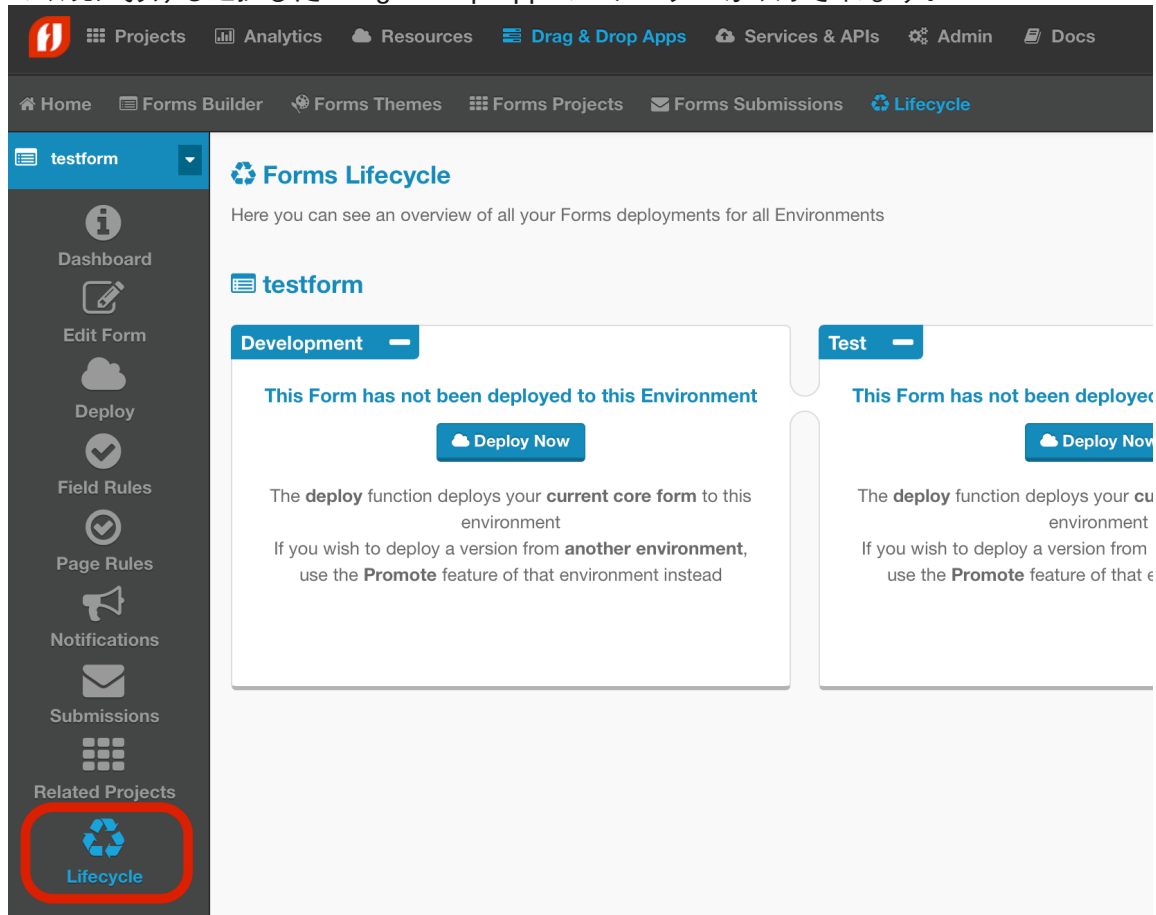 Projects Analytics Resources Drag & Drop Apps Services & APIs Admin Docs
Home Forms Builder Forms Themes Forms Projects Forms Submissions Lifecycle
testform
Dashboard
Edit Form
Deploy
Field Rules
Page Rules
Notifications
Submissions
Related Projects
Lifecycle
Forms Lifecycle
Here you can see an overview of all your Forms deployments for all Environments
testform
Development
This Form has not been deployed to this Environment
Deploy Now
The deploy function deploys your current core form to this
environment
If you wish to deploy a version from another environment,
use the Promote feature of that environment instead
Test
This Form has not been deployed
Deploy Now
The deploy function deploys your cu
environment
If you wish to deploy a version from
use the Promote feature of that e